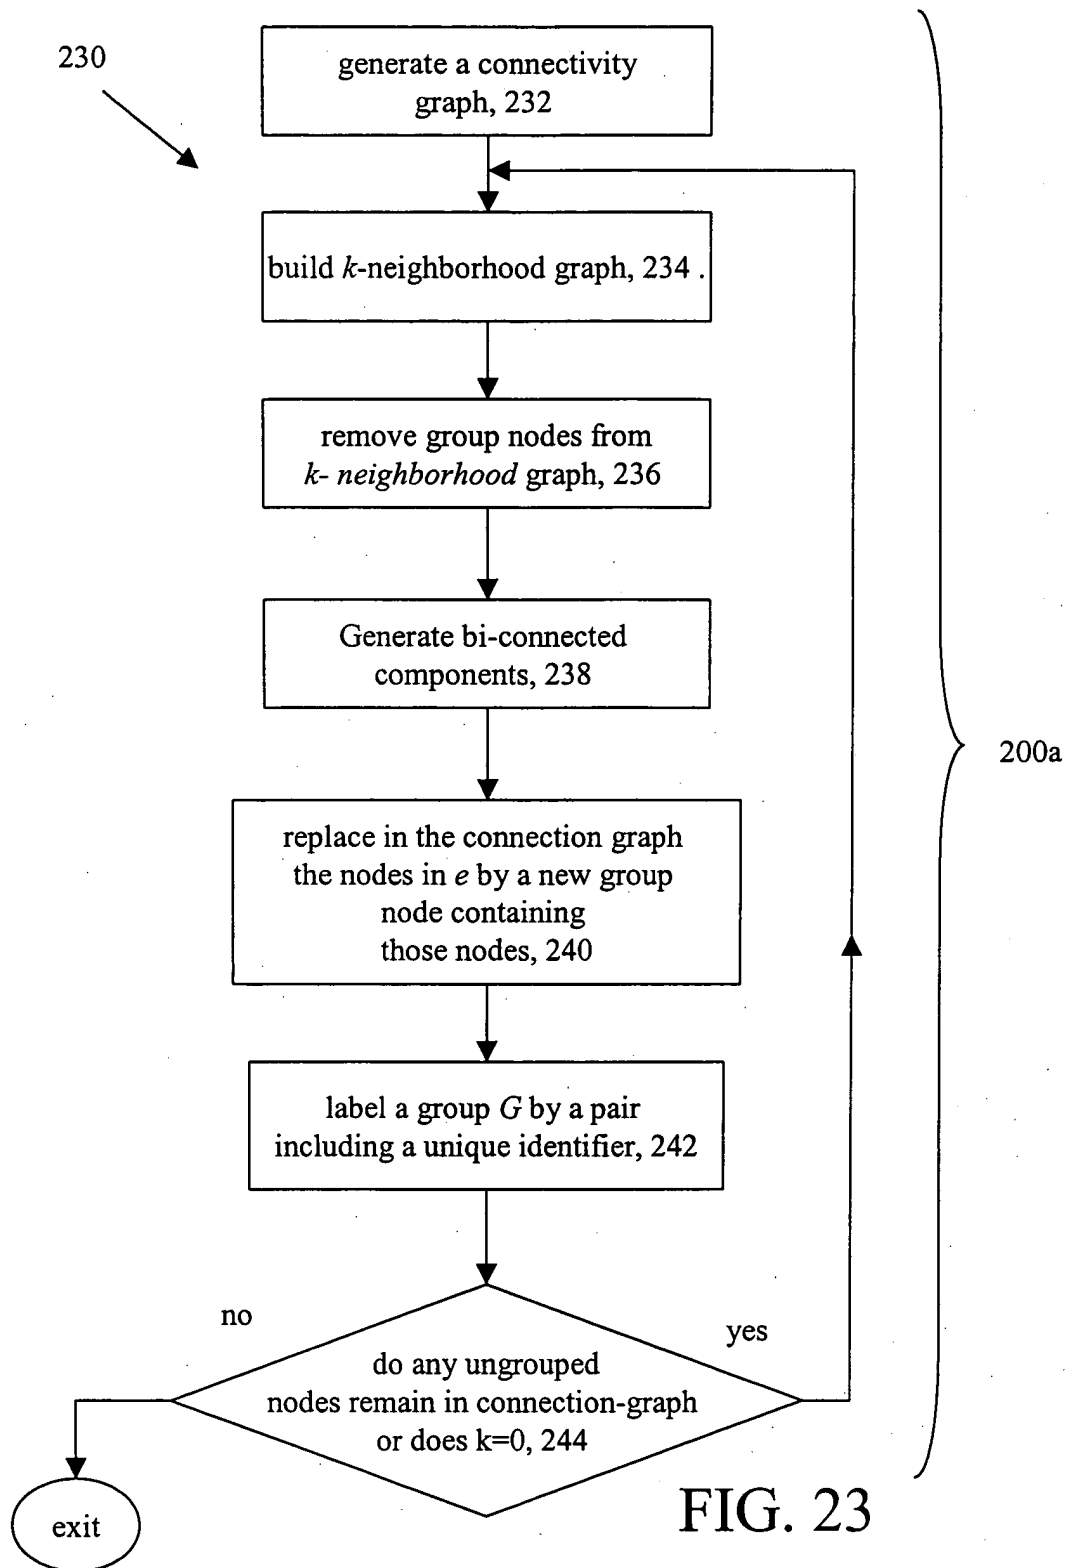 230
generate a connectivity
graph, 232
build k-neighborhood graph, 234 .
remove group nodes from
k- neighborhood graph, 236
Generate bi-connected
components, 238
200a
replace in the connection graph
the nodes in e by a new group
node containing
those nodes, 240
label a group G by a pair
including a unique identifier, 242
no
yes
do any ungrouped
nodes remain in connection-graph
or does k=0, 244
exit
FIG. 23